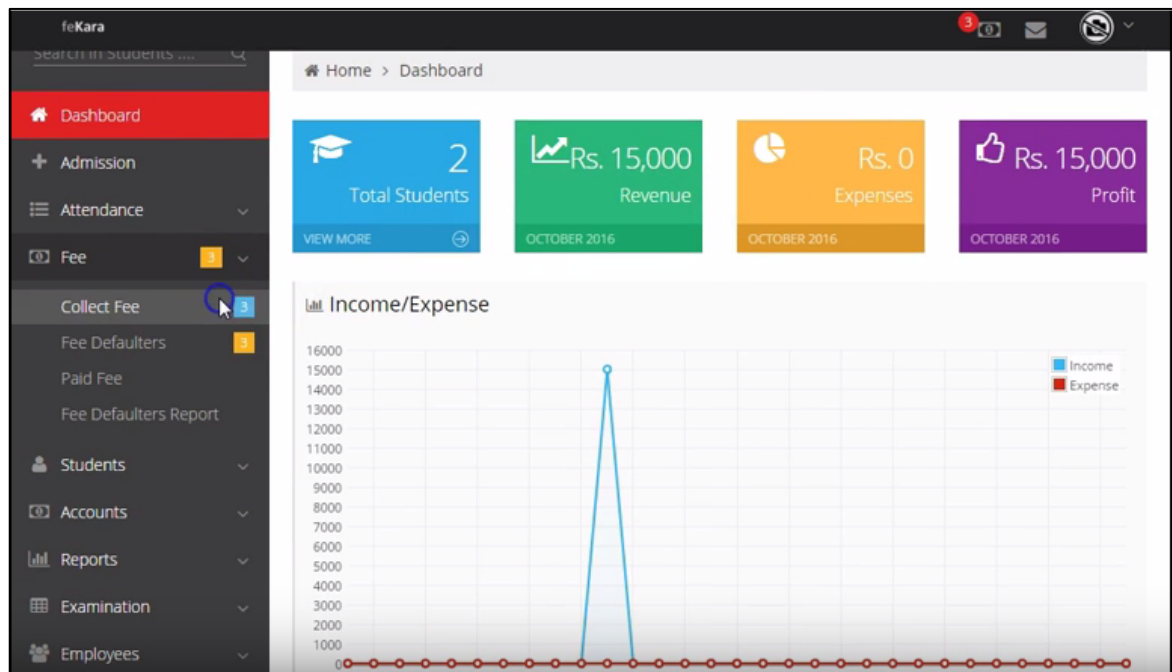 feKara
3
Search in Students ....
Home > Dashboard
Dashboard
Admission
Attendance
Fee 3
Collect Fee 3
Fee Defaulters 3
Paid Fee
Fee Defaulters Report
Students
Accounts
Reports
Examination
Employees
2
Total Students
VIEW MORE
Rs. 15,000
Revenue
OCTOBER 2016
Rs. 0
Expenses
OCTOBER 2016
Rs. 15,000
Profit
OCTOBER 2016
Income/Expense
16000
15000
14000
13000
12000
11000
10000
9000
8000
7000
6000
5000
4000
3000
2000
1000
0
Income
Expense